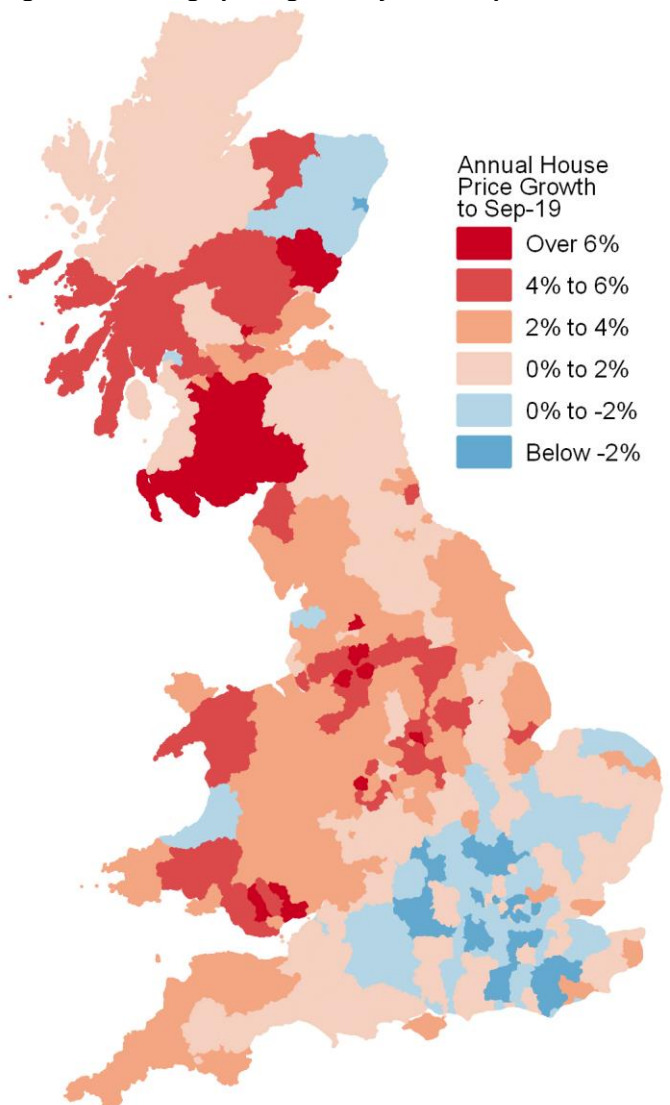 Annual House
Price Growth
to Sep-19
Over 6%
4% to 6%
2% to 4%
0% to 2%
0% to -2%
Below -2%